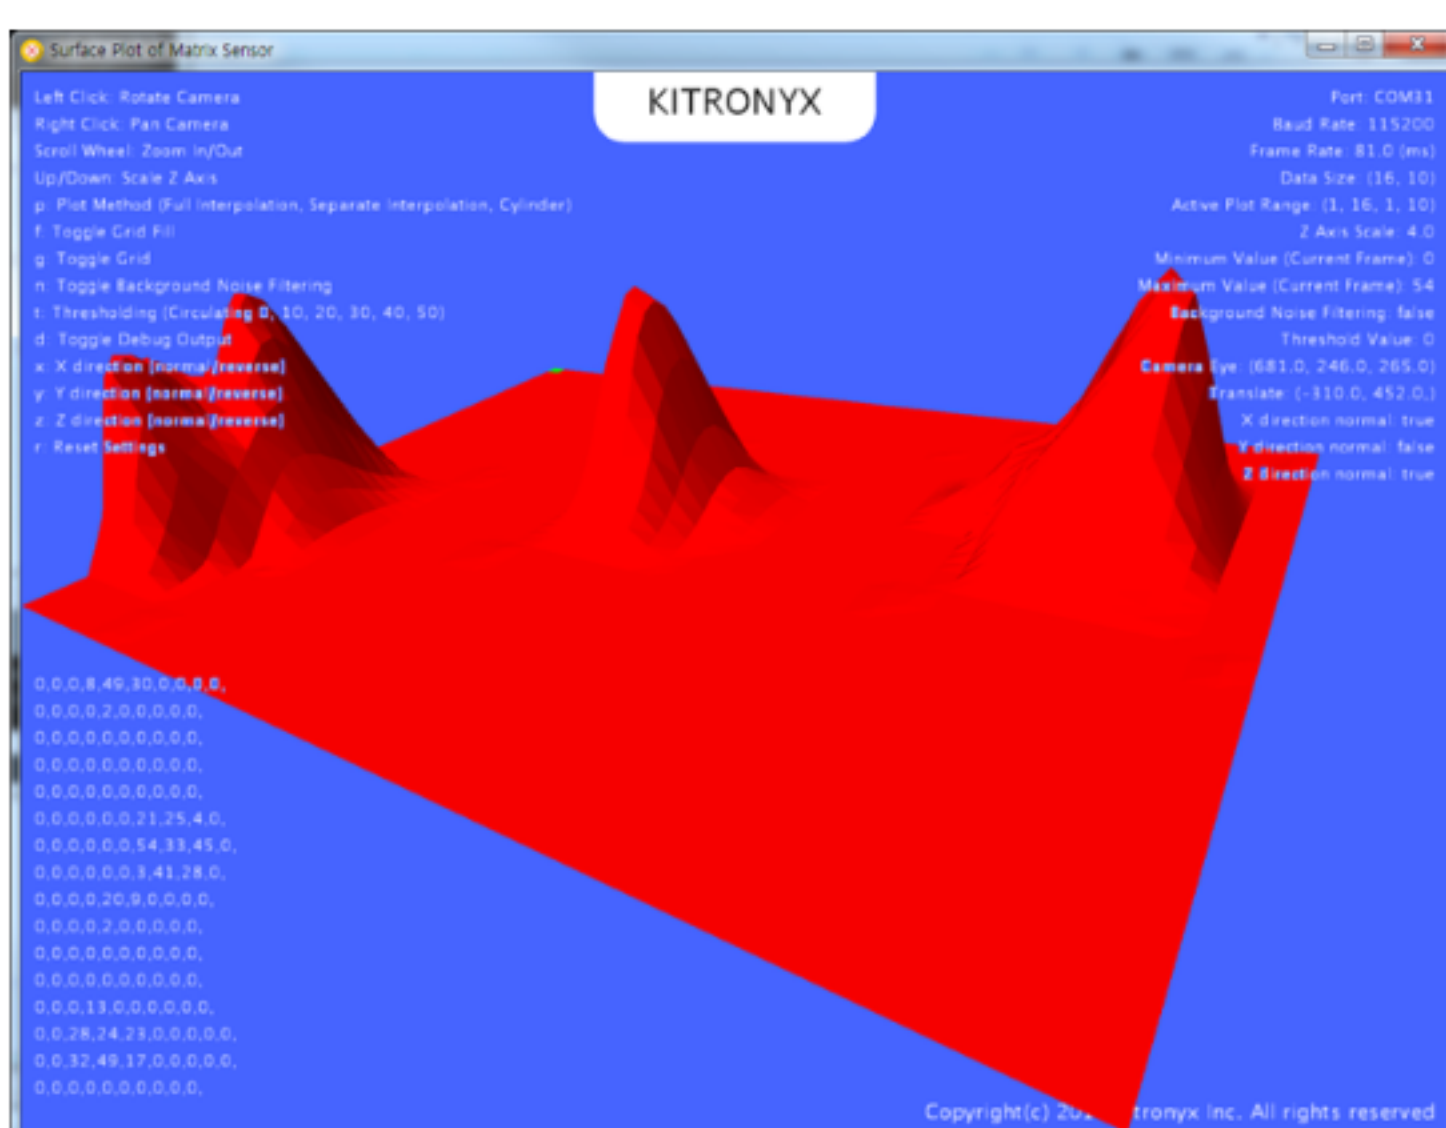 Surface Plot of Matrix Sensor
KITRONYX
Left Click: Rotate Camera
Right Click: Pan Camera
Scroll Wheel: Zoom In/Out
Up/Down: Scale Z Axis
p: Plot Method (Full Interpolation, Separate Interpolation, Cylinder)
f: Toggle Grid Fill
g: Toggle Grid
n: Toggle Background Noise Filtering
t: Thresholding (Circulating 0, 10, 20, 30, 40, 50)
d: Toggle Debug Output
x: X direction [normal/reverse]
y: Y direction [normal/reverse]
z: Z direction [normal/reverse]
r: Reset Settings
Port: COM31
Baud Rate: 115200
Frame Rate: 81.0 (ms)
Data Size: (16, 10)
Active Plot Range: (1, 16, 1, 10)
Z Axis Scale: 4.0
Minimum Value (Current Frame): 0
Maximum Value (Current Frame): 54
Background Noise Filtering: false
Threshold Value: 0
Camera Eye: (681.0, 246.0, 265.0)
Translate: (-310.0, 452.0,)
X direction normal: true
Y direction normal: false
Z direction normal: true
0,0,0,8,49,30,0,0,0,0,
0,0,0,0,2,0,0,0,0,0,
0,0,0,0,0,0,0,0,0,0,
0,0,0,0,0,0,0,0,0,0,
0,0,0,0,0,0,0,0,0,0,
0,0,0,0,0,0,21,25,4,0,
0,0,0,0,0,0,54,33,45,0,
0,0,0,0,0,0,3,41,28,0,
0,0,0,0,20,9,0,0,0,0,
0,0,0,0,2,0,0,0,0,0,
0,0,0,0,0,0,0,0,0,0,
0,0,0,0,0,0,0,0,0,0,
0,0,0,13,0,0,0,0,0,0,
0,0,28,24,23,0,0,0,0,0,
0,0,32,49,17,0,0,0,0,0,
0,0,0,0,0,0,0,0,0,0,
Copyright(c) Inc. All rights reserved